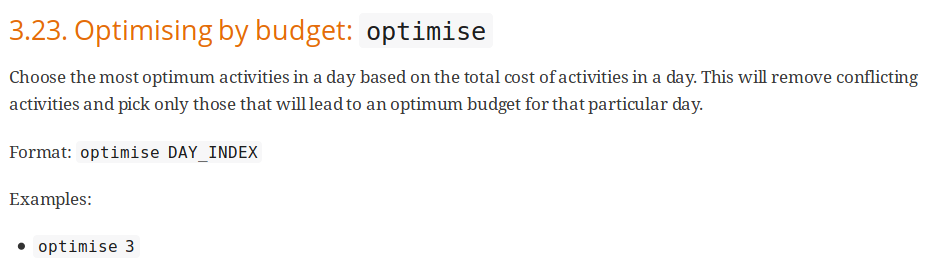 3.23. Optimising by budget: optimise
Choose the most optimum activities in a day based on the total cost of activities in a day. This will remove conflicting
activities and pick only those that will lead to an optimum budget for that particular day.
Format: optimise DAY_INDEX
Examples:
• optimise 3